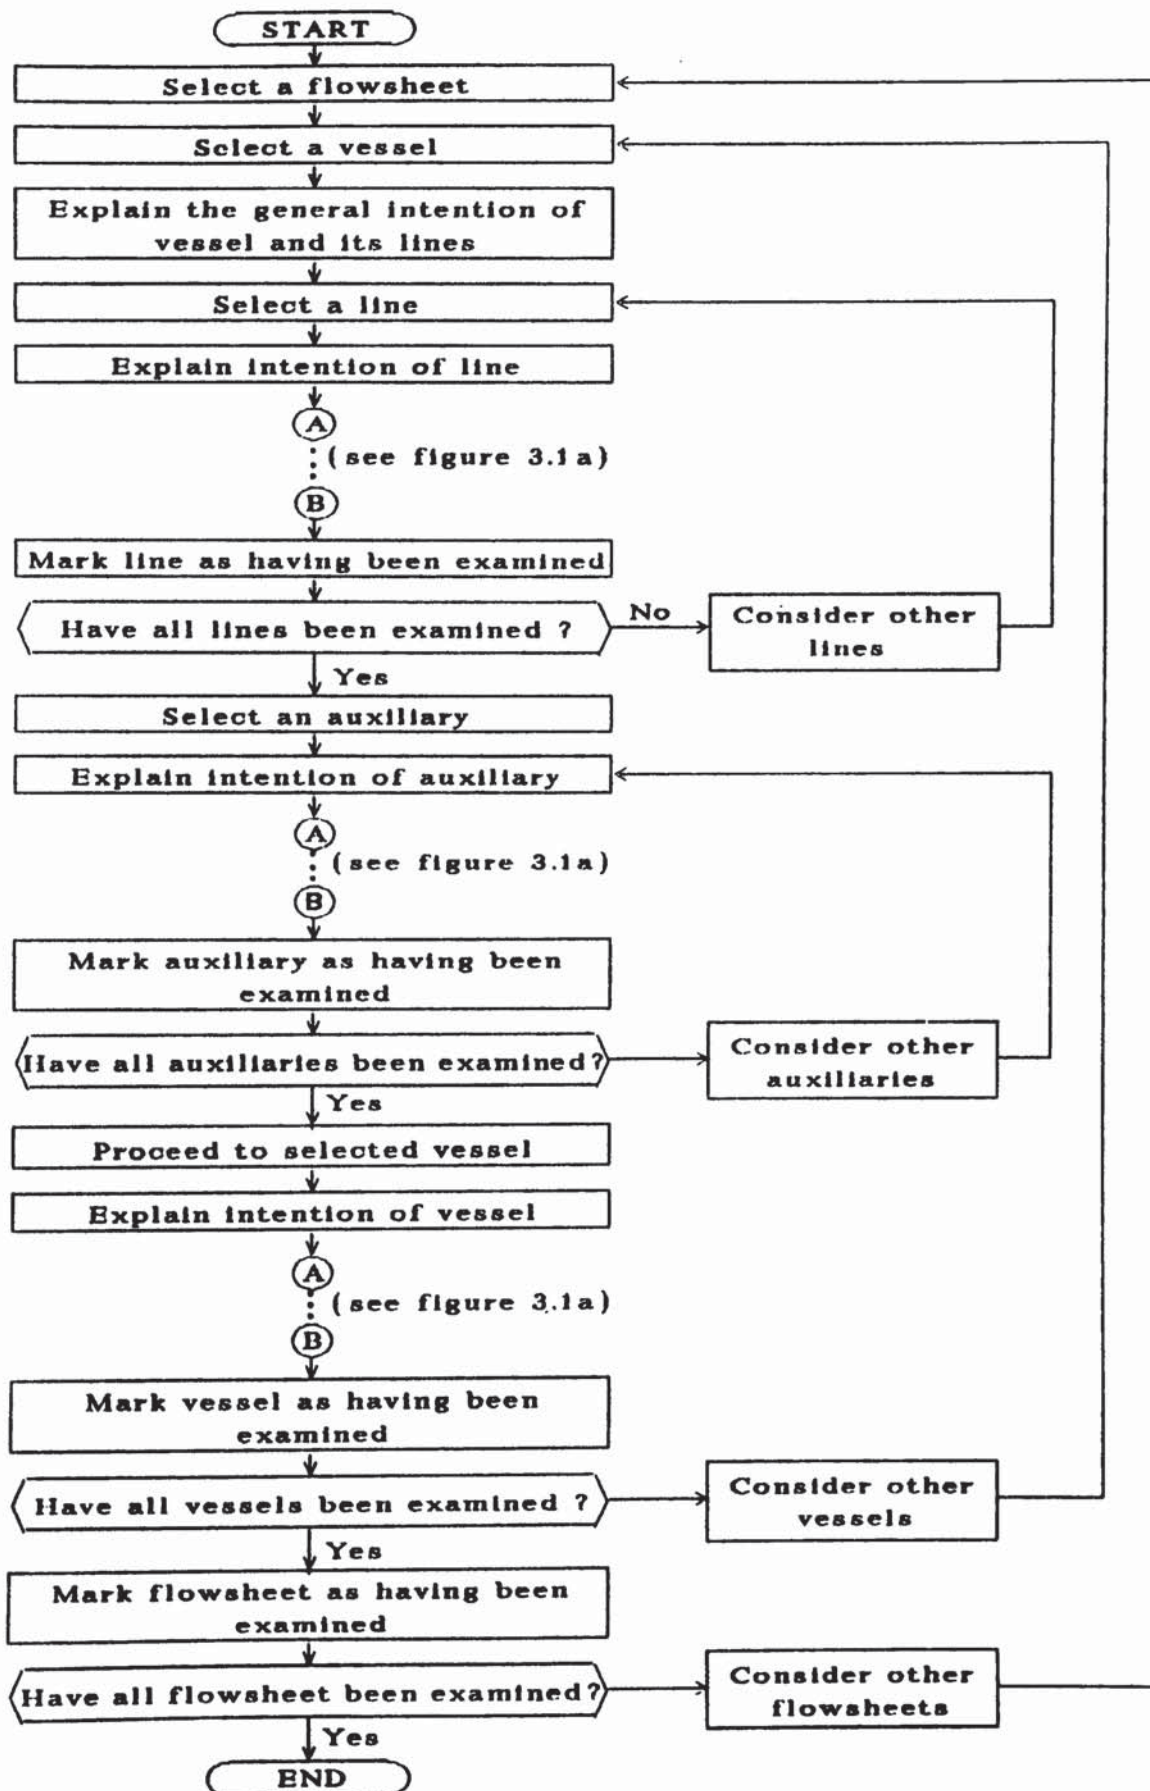 START
Select a flowsheet
Select a vessel
Explain the general intention of
vessel and its lines
Select a line
Explain intention of line
A
(see figure 3.1a)
B
Mark line as having been examined
Have all lines been examined ?
No
Consider other
lines
Yes
Select an auxiliary
Explain intention of auxiliary
A
(see figure 3.1a)
B
Mark auxiliary as having been
examined
Have all auxiliaries been examined?
Consider other
auxiliaries
Yes
Proceed to selected vessel
Explain intention of vessel
A
(see figure 3.1a)
B
Mark vessel as having been
examined
Have all vessels been examined ?
Consider other
vessels
Yes
Mark flowsheet as having been
examined
Have all flowsheet been examined?
Consider other
flowsheets
Yes
END